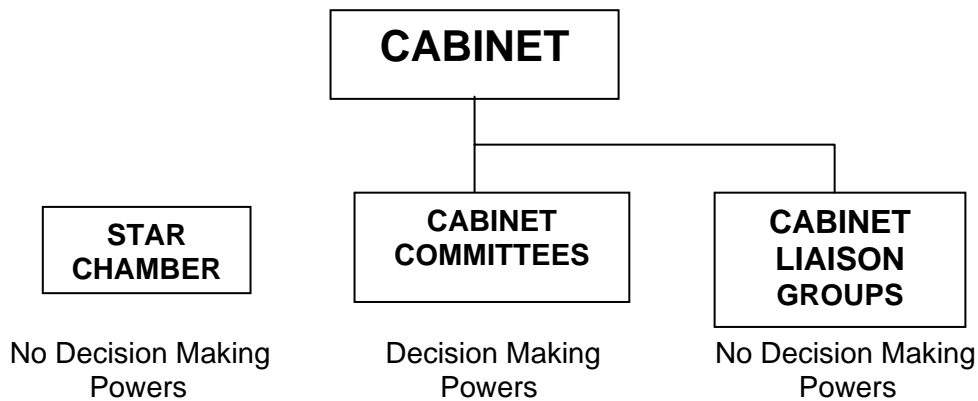 CABINET
STAR
CHAMBER
CABINET
COMMITTEES
CABINET
LIAISON
GROUPS
No Decision Making
Powers
Decision Making
Powers
No Decision Making
Powers